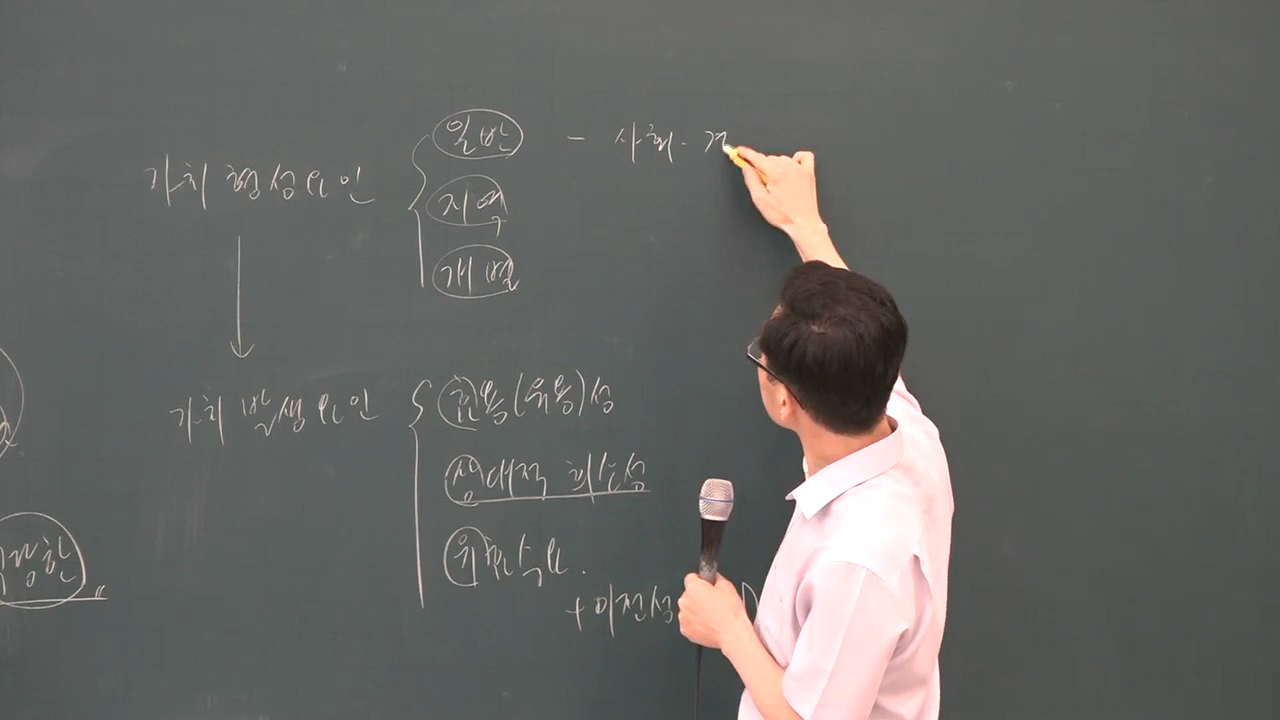 일반 - 사회·경
가치형성요인
지역
개별
가치발생요인
효용(유용)성
상대적 희소성
유효수요.
+ 이전성